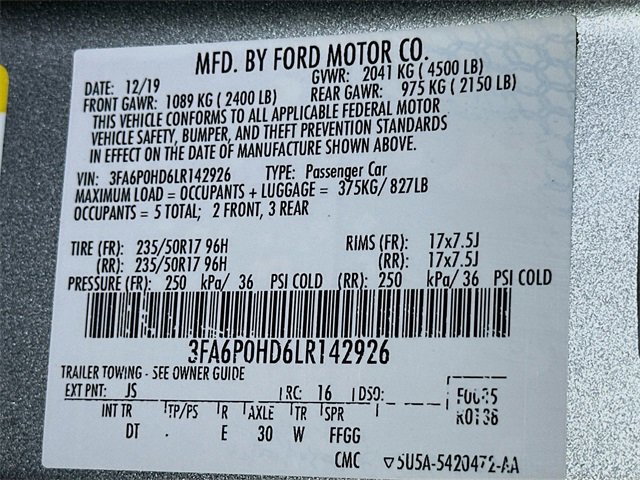 MFD. BY FORD MOTOR CO.
DATE: 12/19 GVWR: 2041 KG ( 4500 LB)
FRONT GAWR: 1089 KG ( 2400 LB) REAR GAWR: 975 KG ( 2150 LB)
THIS VEHICLE CONFORMS TO ALL APPLICABLE FEDERAL MOTOR
VEHICLE SAFETY, BUMPER, AND THEFT PREVENTION STANDARDS
IN EFFECT ON THE DATE OF MANUFACTURE SHOWN ABOVE.
VIN: 3FA6P0HD6LR142926 TYPE: Passenger Car
MAXIMUM LOAD = OCCUPANTS + LUGGAGE = 375KG/ 827LB
OCCUPANTS = 5 TOTAL; 2 FRONT, 3 REAR
TIRE (FR): 235/50R17 96H RIMS (FR): 17x7.5J
(RR): 235/50R17 96H (RR): 17x7.5J
PRESSURE (FR): 250 kPa/ 36 PSI COLD (RR): 250 kPa/ 36 PSI COLD
3FA6P0HD6LR142926
TRAILER TOWING - SEE OWNER GUIDE
EXT PNT: JS RC: 16 DSO:
INT TR TP/PS R AXLE TR SPR
DT . E 30 W FFGG
CMC ▽5U5A-5420472-AA